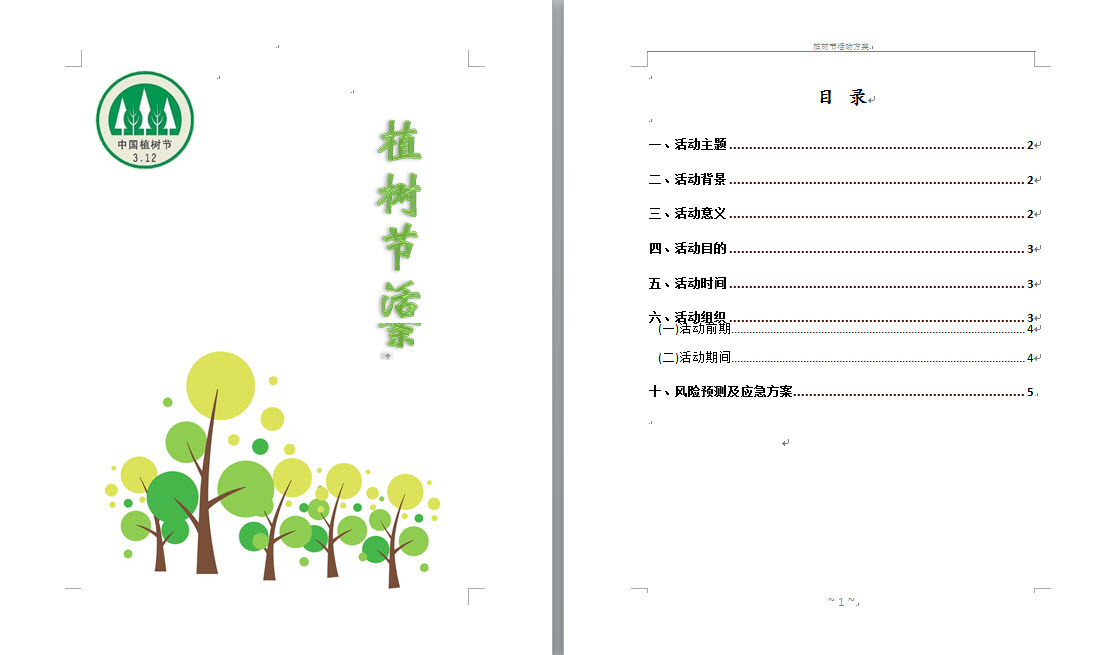 中国植树节
3.12
植树节活案
植树节活动方案
目 录
一、活动主题 2
二、活动背景 2
三、活动意义 2
四、活动目的 3
五、活动时间 3
六、活动组织 3
(一)活动前期 4
(二)活动期间 4
十、风险预测及应急方案 5
~ 1 ~